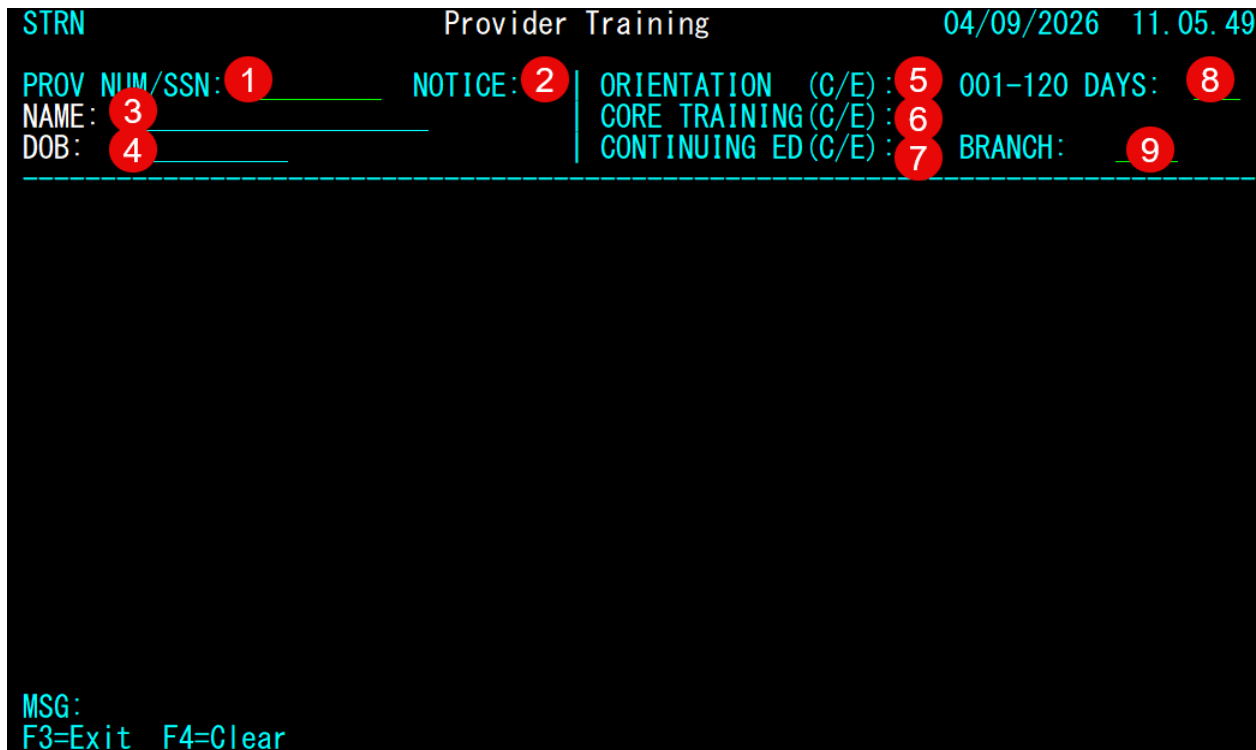 STRN Provider Training 04/09/2026 11.05.49
PROV NUM/SSN: 1 NOTICE: 2 | ORIENTATION (C/E): 5 001-120 DAYS: 8
NAME: 3 | CORE TRAINING(C/E): 6
DOB: 4 | CONTINUING ED(C/E): 7 BRANCH: 9
MSG:
F3=Exit F4=Clear